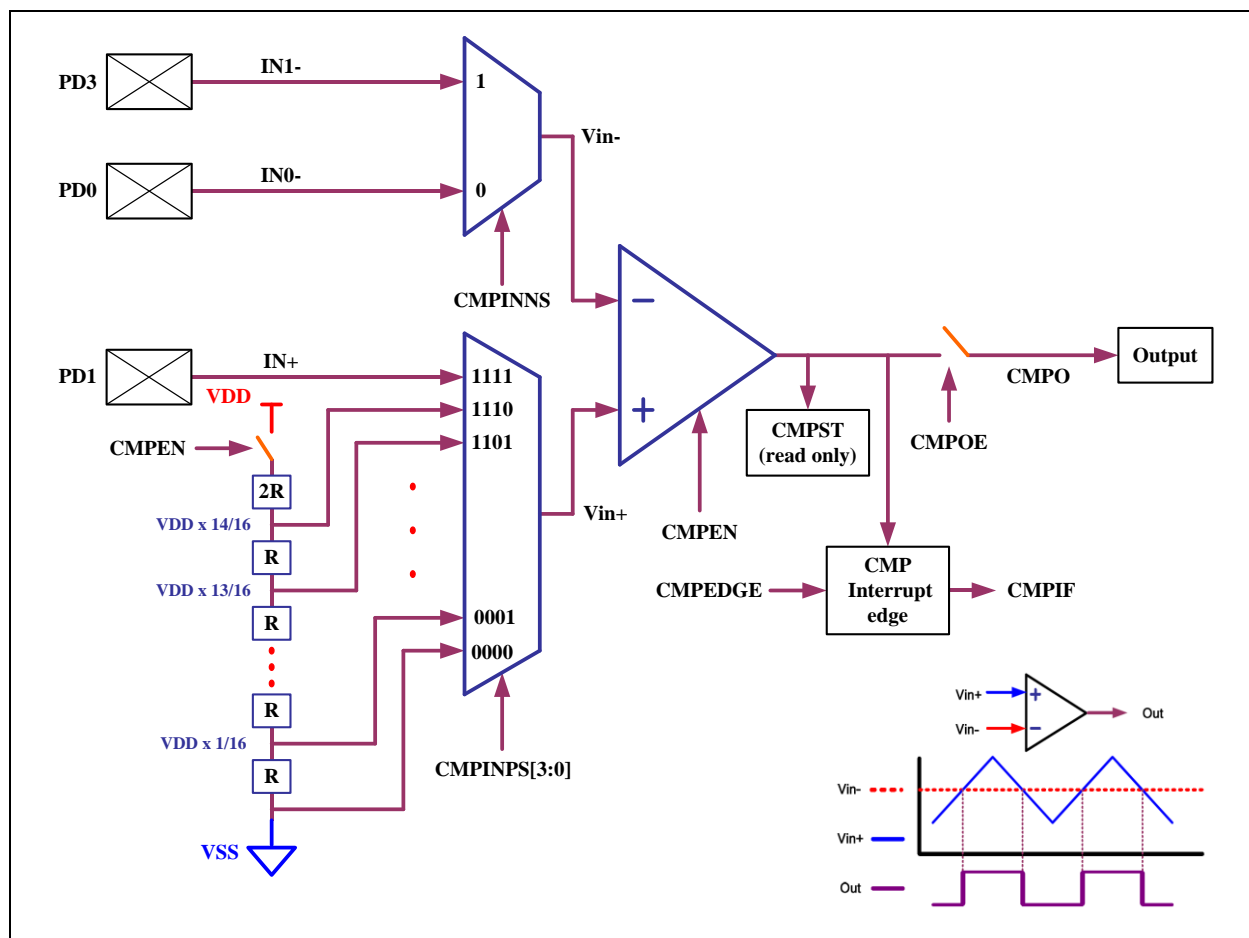 PD3
IN1-
1
Vin-
PD0
IN0-
0
CMPINNS
PD1
IN+
VDD
CMPEN
2R
VDD x 14/16
R
VDD x 13/16
R
R
VDD x 1/16
R
VSS
1111
1110
1101
0001
0000
CMPINPS[3:0]
Vin+
−
+
CMPEN
CMPST
(read only)
CMPOE
CMPO
Output
CMPEDGE
CMP
Interrupt
edge
CMPIF
Vin+
+
Vin-
−
Out
Vin-
Vin+
Out